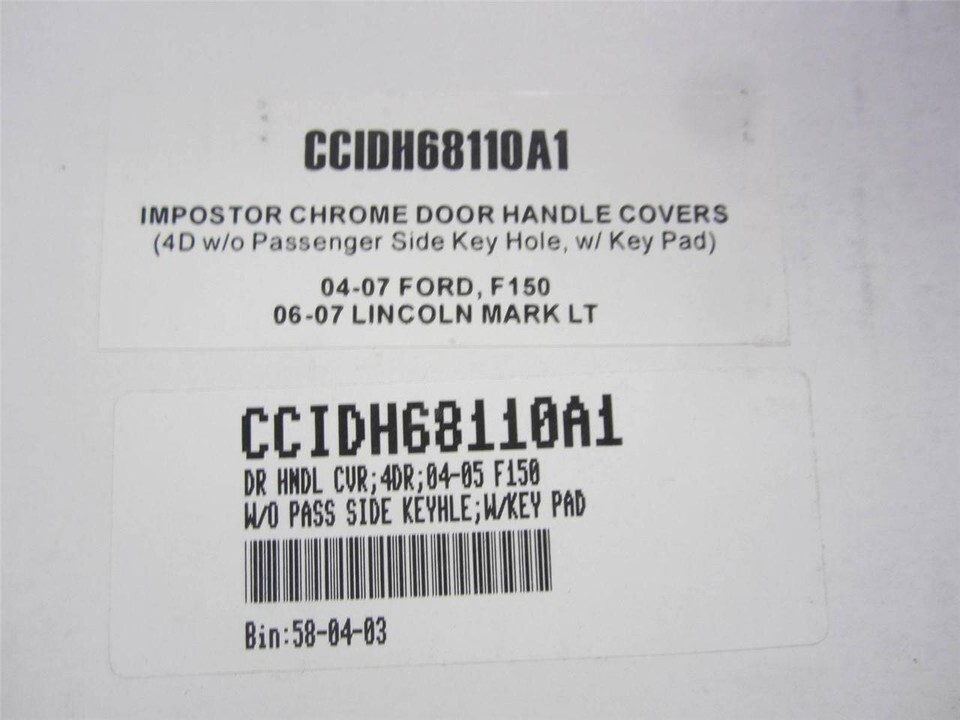 CCIDH68110A1
IMPOSTOR CHROME DOOR HANDLE COVERS
(4D w/o Passenger Side Key Hole, w/ Key Pad)
04-07 FORD, F150
06-07 LINCOLN MARK LT
CCIDH68110A1
DR HNDL CVR;4DR;04-05 F150
W/O PASS SIDE KEYHLE;W/KEY PAD
Bin:58-04-03